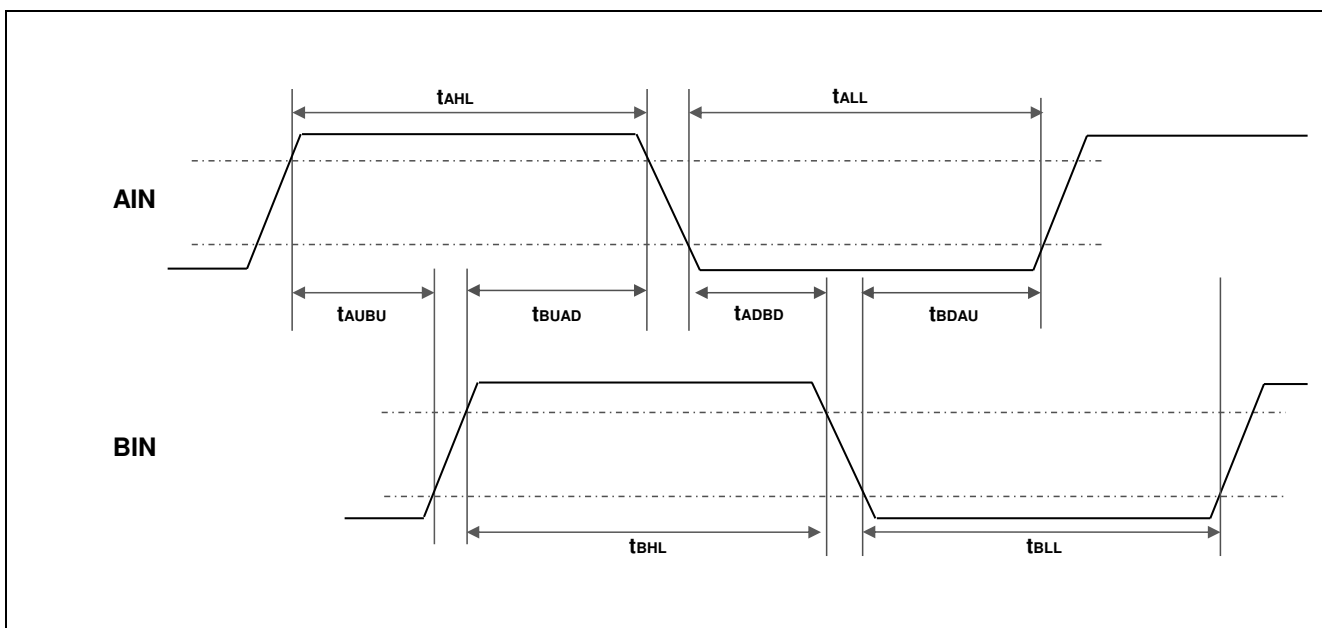 tAHL tALL
AIN
tAUBU tBUAD tADBD tBDAU
BIN
tBHL tBLL